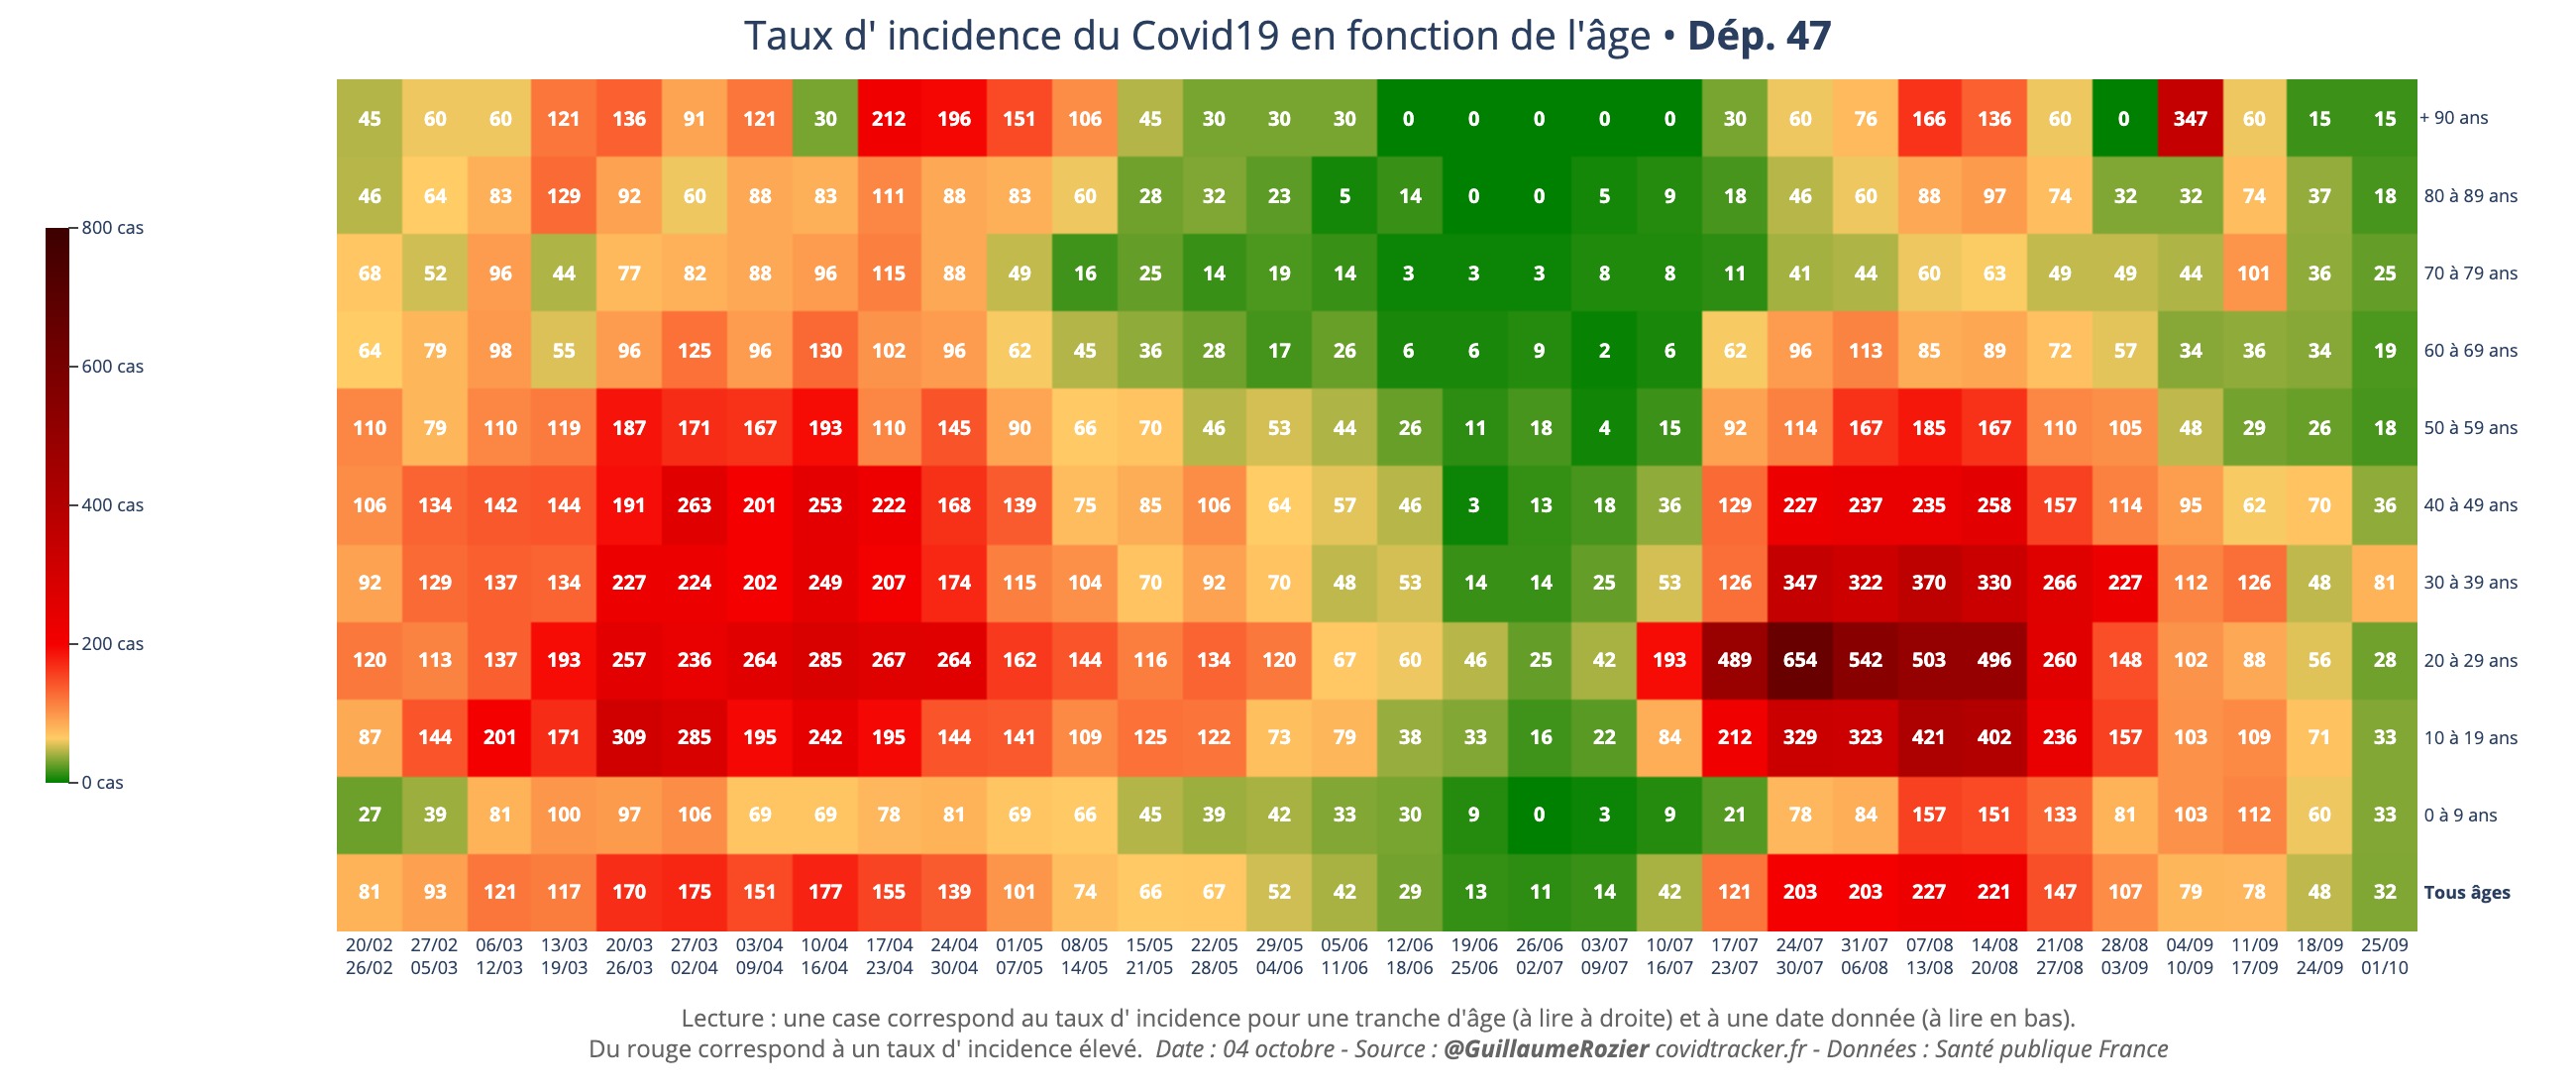 Taux d' incidence du Covid19 en fonction de l'âge • Dép. 47
45 60 60 121 136 91 121 30 212 196 151 106 45 30 30 30 0 0 0 0 0 30 60 76 166 136 60 0 347 60 15 15 + 90 ans
46 64 83 129 92 60 88 83 111 88 83 60 28 32 23 5 14 0 0 5 9 18 46 60 88 97 74 32 32 74 37 18 80 à 89 ans
800 cas
68 52 96 44 77 82 88 96 115 88 49 16 25 14 19 14 3 3 3 8 8 11 41 44 60 63 49 49 44 101 36 25 70 à 79 ans
64 79 98 55 96 125 96 130 102 96 62 45 36 28 17 26 6 6 9 2 6 62 96 113 85 89 72 57 34 36 34 19 60 à 69 ans
600 cas
110 79 110 119 187 171 167 193 110 145 90 66 70 46 53 44 26 11 18 4 15 92 114 167 185 167 110 105 48 29 26 18 50 à 59 ans
400 cas
106 134 142 144 191 263 201 253 222 168 139 75 85 106 64 57 46 3 13 18 36 129 227 237 235 258 157 114 95 62 70 36 40 à 49 ans
92 129 137 134 227 224 202 249 207 174 115 104 70 92 70 48 53 14 14 25 53 126 347 322 370 330 266 227 112 126 48 81 30 à 39 ans
200 cas
120 113 137 193 257 236 264 285 267 264 162 144 116 134 120 67 60 46 25 42 193 489 654 542 503 496 260 148 102 88 56 28 20 à 29 ans
87 144 201 171 309 285 195 242 195 144 141 109 125 122 73 79 38 33 16 22 84 212 329 323 421 402 236 157 103 109 71 33 10 à 19 ans
0 cas
27 39 81 100 97 106 69 69 78 81 69 66 45 39 42 33 30 9 0 3 9 21 78 84 157 151 133 81 103 112 60 33 0 à 9 ans
81 93 121 117 170 175 151 177 155 139 101 74 66 67 52 42 29 13 11 14 42 121 203 203 227 221 147 107 79 78 48 32 Tous âges
20/02 27/02 06/03 13/03 20/03 27/03 03/04 10/04 17/04 24/04 01/05 08/05 15/05 22/05 29/05 05/06 12/06 19/06 26/06 03/07 10/07 17/07 24/07 31/07 07/08 14/08 21/08 28/08 04/09 11/09 18/09 25/09
26/02 05/03 12/03 19/03 26/03 02/04 09/04 16/04 23/04 30/04 07/05 14/05 21/05 28/05 04/06 11/06 18/06 25/06 02/07 09/07 16/07 23/07 30/07 06/08 13/08 20/08 27/08 03/09 10/09 17/09 24/09 01/10
Lecture : une case correspond au taux d' incidence pour une tranche d'âge (à lire à droite) et à une date donnée (à lire en bas).
Du rouge correspond à un taux d' incidence élevé. Date : 04 octobre - Source : @GuillaumeRozier covidtracker.fr - Données : Santé publique France